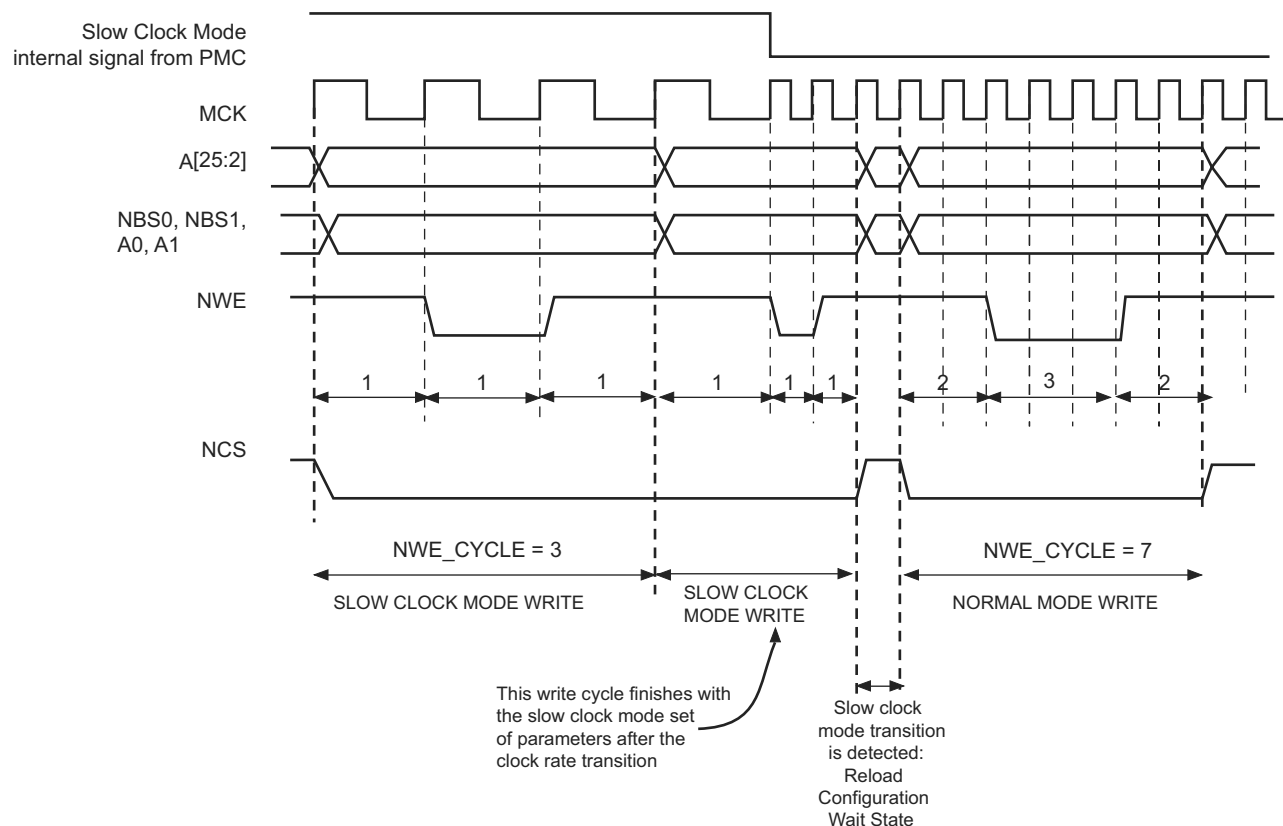 Slow Clock Mode
internal signal from PMC
MCK
A[25:2]
NBS0, NBS1,
A0, A1
NWE
1 1 1 1 1 1 2 3 2
NCS
NWE_CYCLE = 3
NWE_CYCLE = 7
SLOW CLOCK MODE WRITE
SLOW CLOCK
MODE WRITE
NORMAL MODE WRITE
This write cycle finishes with
the slow clock mode set
of parameters after the
clock rate transition
Slow clock
mode transition
is detected:
Reload
Configuration
Wait State